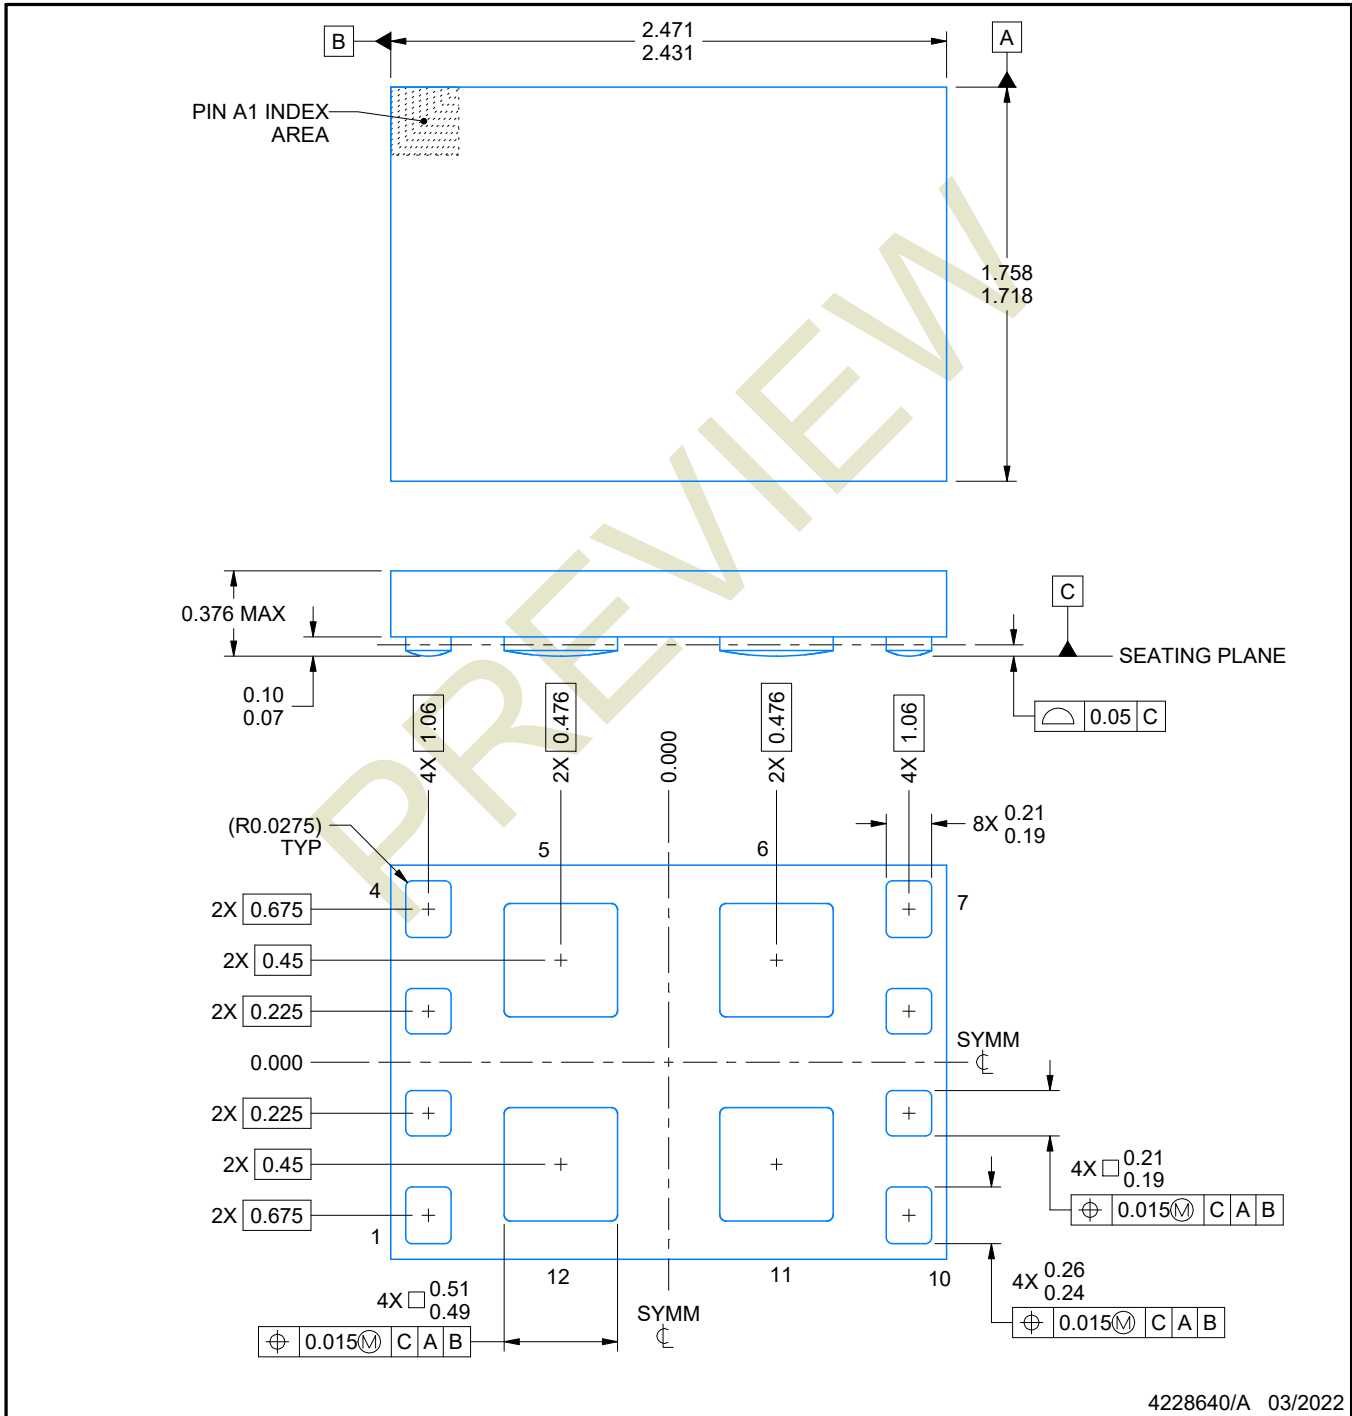 B
2.471
2.431
A
PIN A1 INDEX
AREA
1.758
1.718
PREVIEW
0.376 MAX
C
SEATING PLANE
0.10
0.07
0.05 C
4X 1.06
2X 0.476
0.000
2X 0.476
4X 1.06
(R0.0275)
TYP
8X 0.21
0.19
5
6
4
7
2X 0.675
2X 0.45
2X 0.225
0.000
SYMM
2X 0.225
2X 0.45
2X 0.675
4X 0.21
0.19
0.015Ⓜ C A B
1
12
11
10
4X 0.51
0.49
0.015Ⓜ C A B
SYMM
4X 0.26
0.24
0.015Ⓜ C A B
4228640/A 03/2022